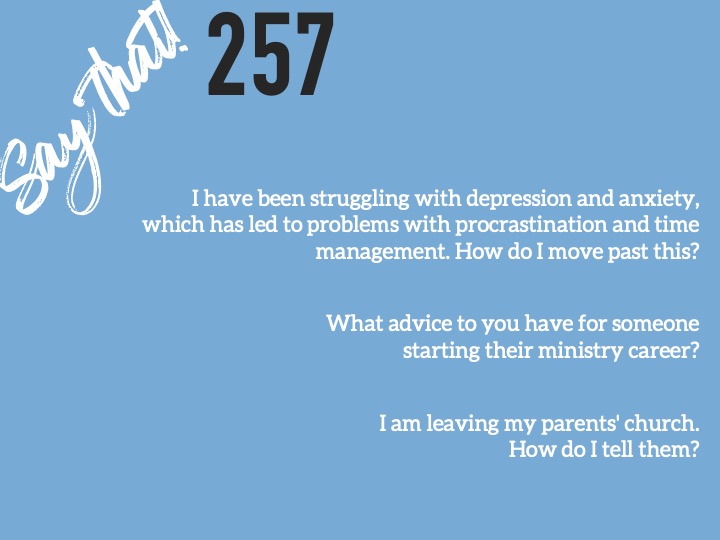 Say that!
257
I have been struggling with depression and anxiety,
which has led to problems with procrastination and time
management. How do I move past this?
What advice to you have for someone
starting their ministry career?
I am leaving my parents' church.
How do I tell them?